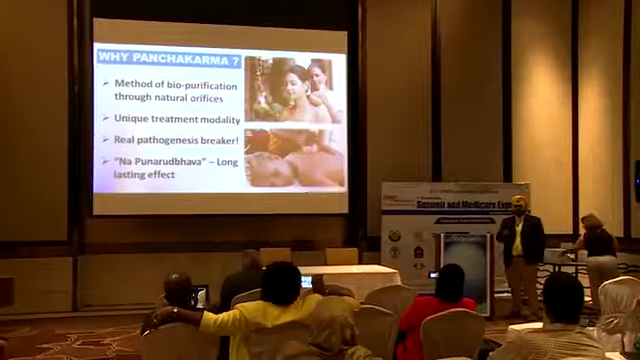 WHY PANCHAKARMA ?
➢ Method of bio-purification
through natural orifices
➢ Unique treatment modality
➢ Real pathogenesis breaker!
➢ “Na Punarudbhava” – Long
lasting effect
Summit and Medicare Expo